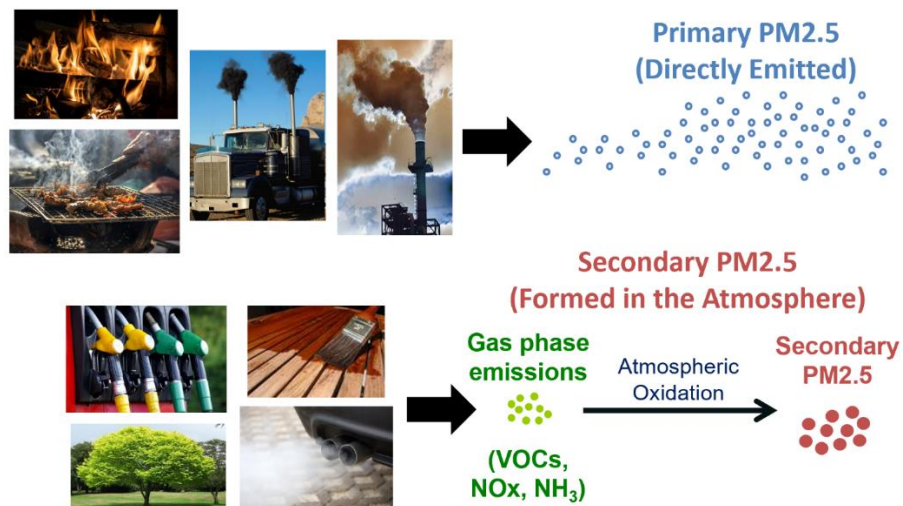 Primary PM2.5
(Directly Emitted)
Secondary PM2.5
(Formed in the Atmosphere)
Gas phase
emissions
(VOCs,
NOx, NH₃)
Atmospheric
Oxidation
Secondary
PM2.5